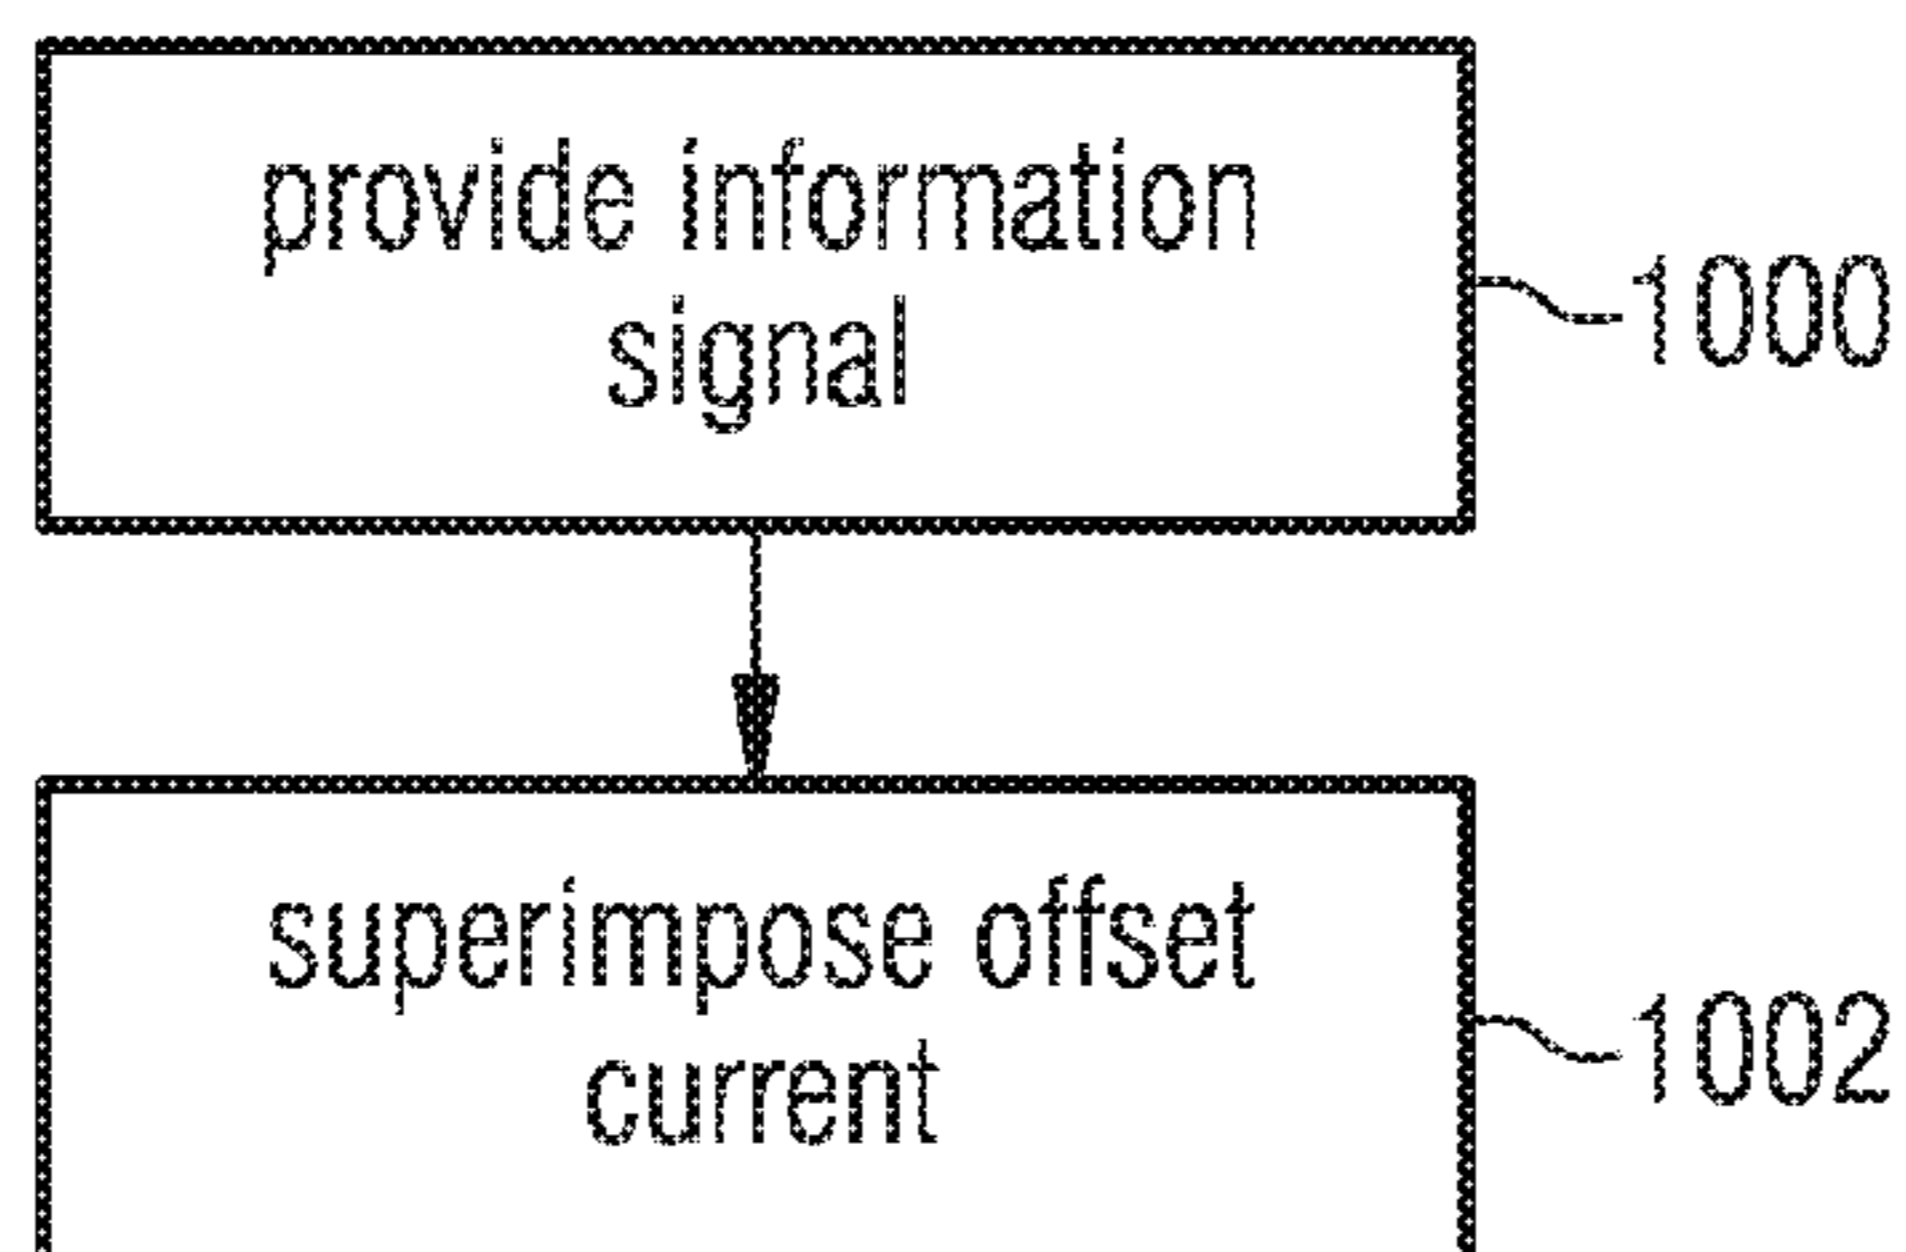 provide information
signal
1000
superimpose offset
current
1002